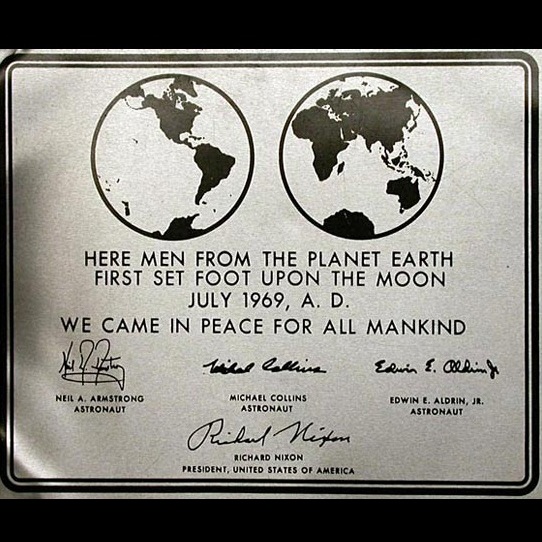 HERE MEN FROM THE PLANET EARTH
FIRST SET FOOT UPON THE MOON
JULY 1969, A. D.
WE CAME IN PEACE FOR ALL MANKIND
Neil A. Armstrong Michael Collins Edwin E. Aldrin Jr
NEIL A. ARMSTRONG MICHAEL COLLINS EDWIN E. ALDRIN, JR.
ASTRONAUT ASTRONAUT ASTRONAUT
Richard Nixon
RICHARD NIXON
PRESIDENT, UNITED STATES OF AMERICA